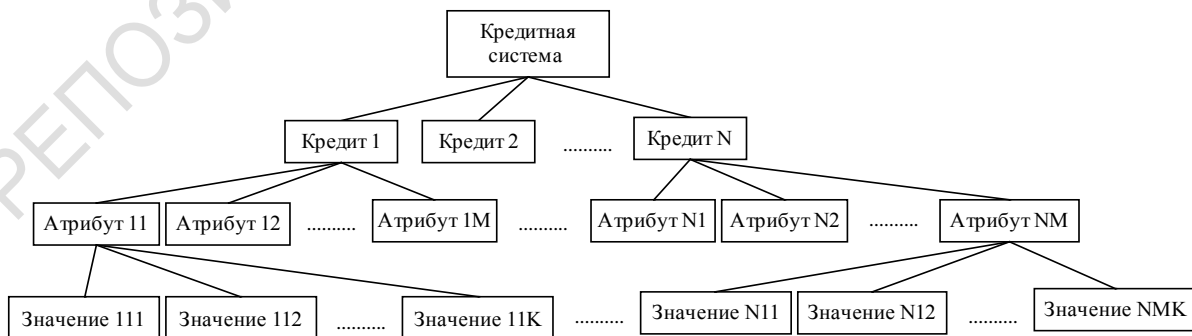 Кредитная
система
Кредит 1
Кредит 2
..........
Кредит N
Атрибут 11
Атрибут 12
..........
Атрибут 1M
..........
Атрибут N1
Атрибут N2
..........
Атрибут NM
Значение 111
Значение 112
..........
Значение 11K
..........
Значение N11
Значение N12
..........
Значение NMK